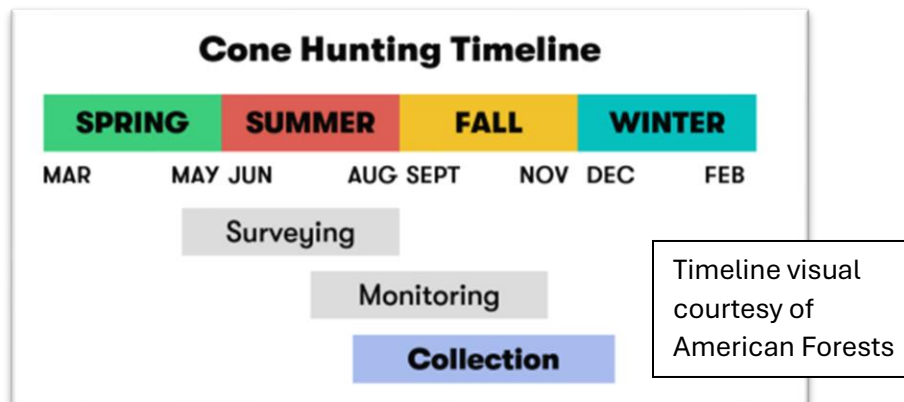 Cone Hunting Timeline
SPRING SUMMER FALL WINTER
MAR MAY JUN AUG SEPT NOV DEC FEB
Surveying
Monitoring
Collection
Timeline visual
courtesy of
American Forests